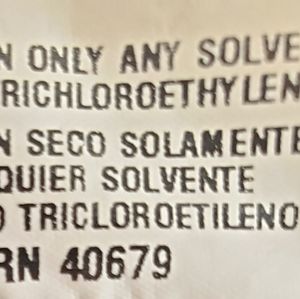 N ONLY ANY SOLVE
RICHLOROETHYLEN
N SECO SOLAMENTE
QUIER SOLVENTE
O TRICLOROETILENO
RN 40679